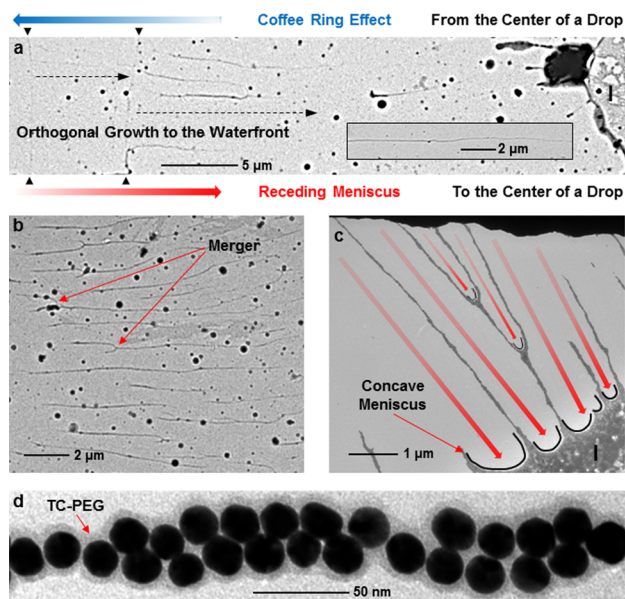 Coffee Ring Effect From the Center of a Drop
a
I
Orthogonal Growth to the Waterfront
5 µm
2 µm
Receding Meniscus To the Center of a Drop
b
Merger
2 µm
c
Concave
Meniscus
1 µm
I
d
TC-PEG
50 nm